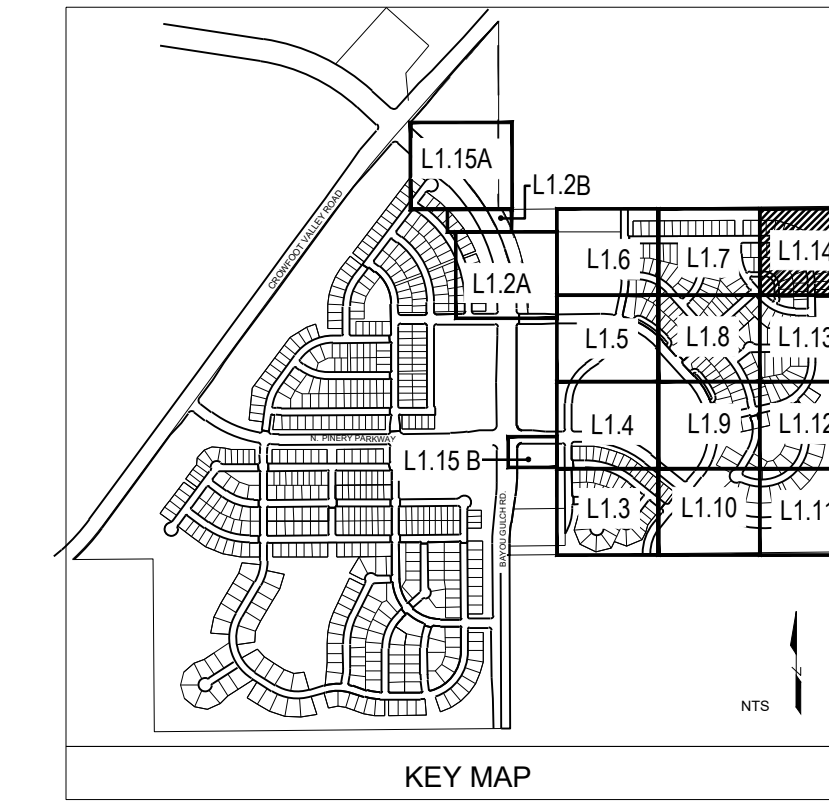 L1.15A
L1.2B
CROWFOOT VALLEY ROAD
L1.6
L1.7
L1.14
L1.2A
L1.5
L1.8
L1.13
L1.4
L1.9
L1.12
N. PINERY PARKWAY
L1.15 B
L1.3
L1.10
L1.11
BAYOU GULCH RD.
NTS
N
KEY MAP